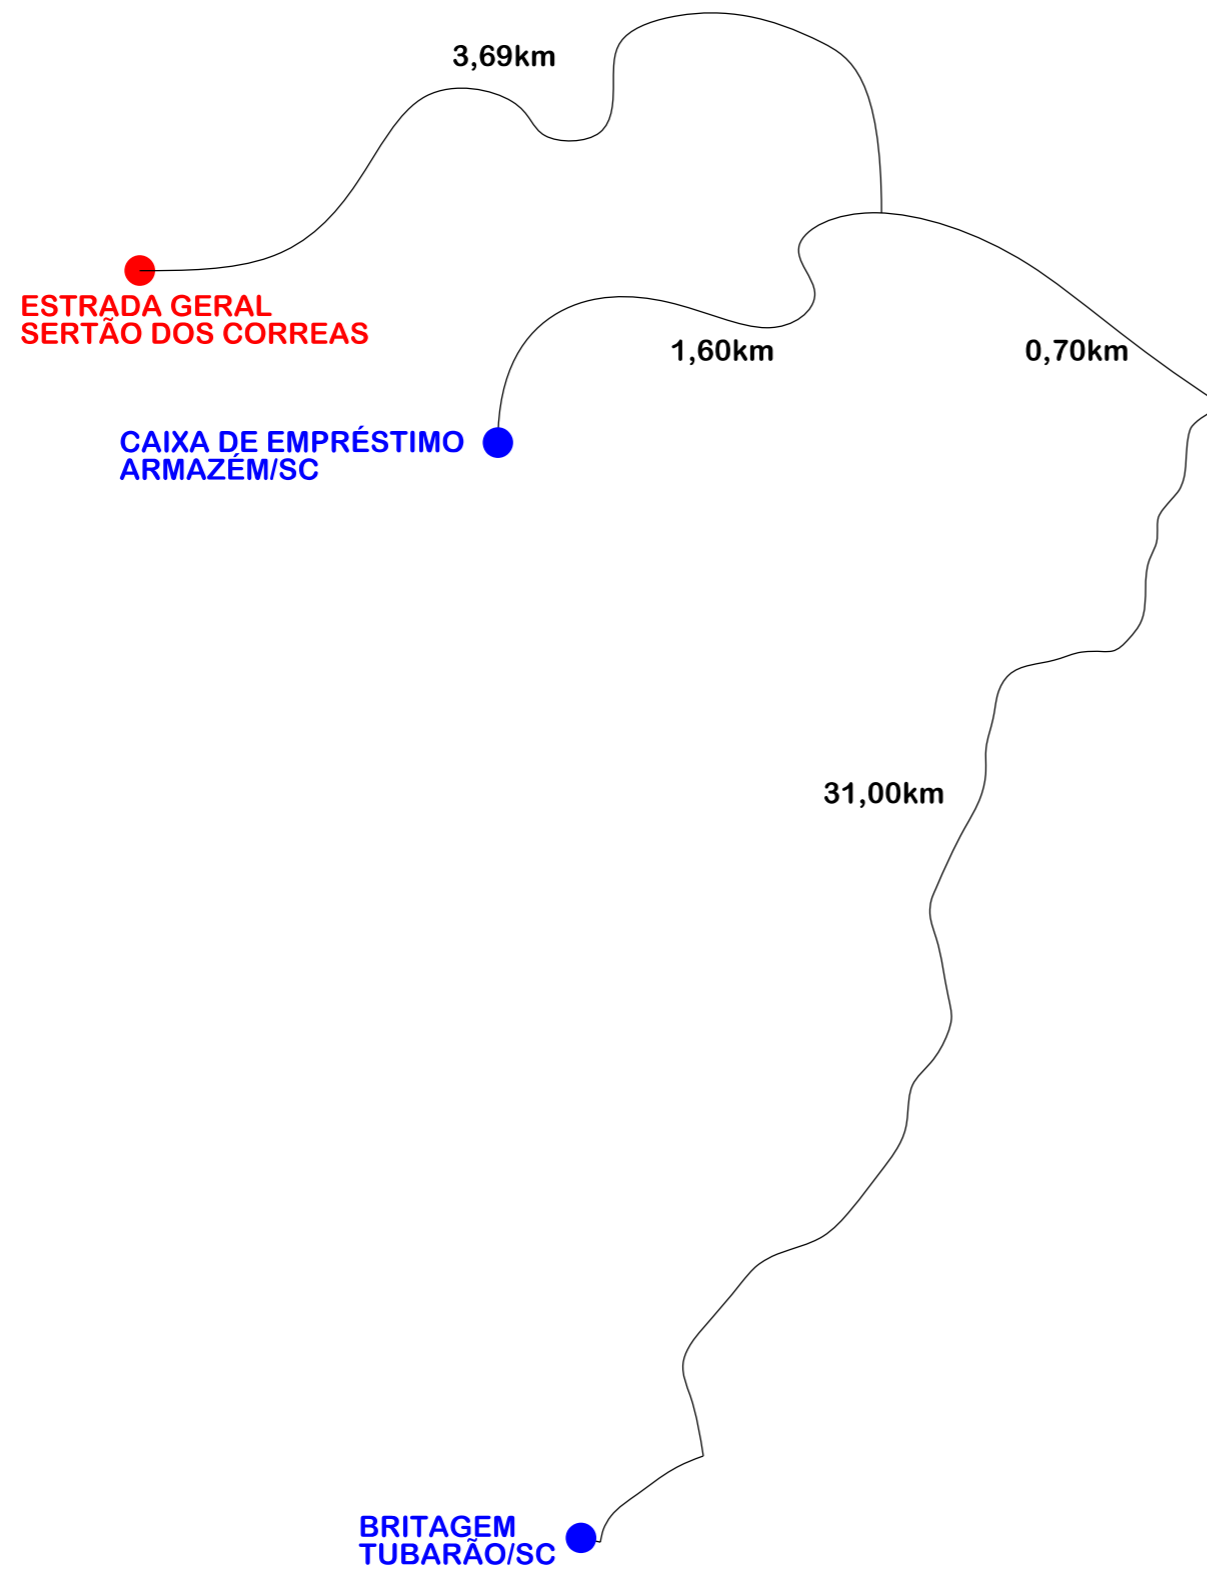 3,69km
ESTRADA GERAL
SERTÃO DOS CORREAS
1,60km
0,70km
CAIXA DE EMPRÉSTIMO
ARMAZÉM/SC
31,00km
BRITAGEM
TUBARÃO/SC